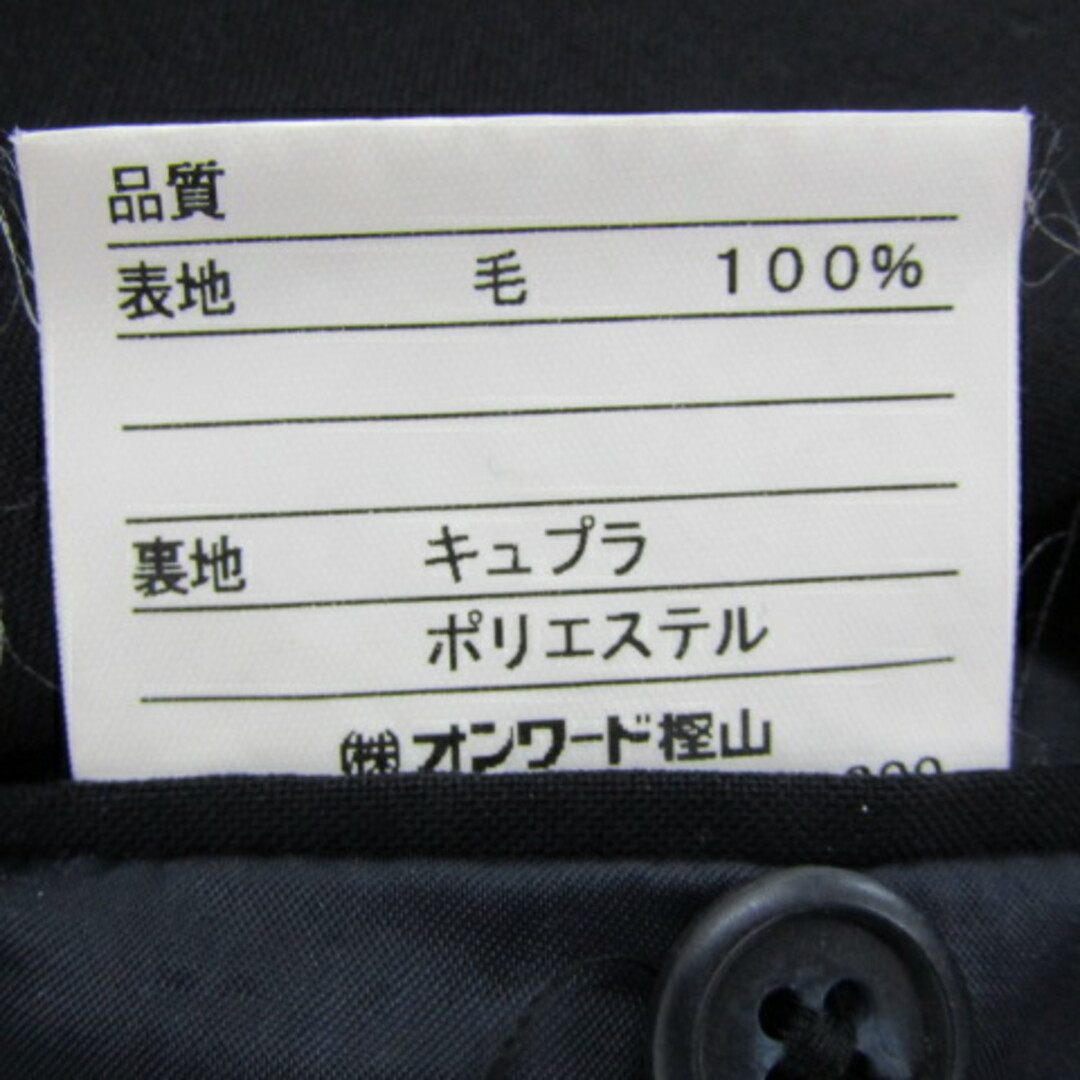 品質
表地 毛 100%
裏地 キュプラ
ポリエステル
㈱オンワード樫山